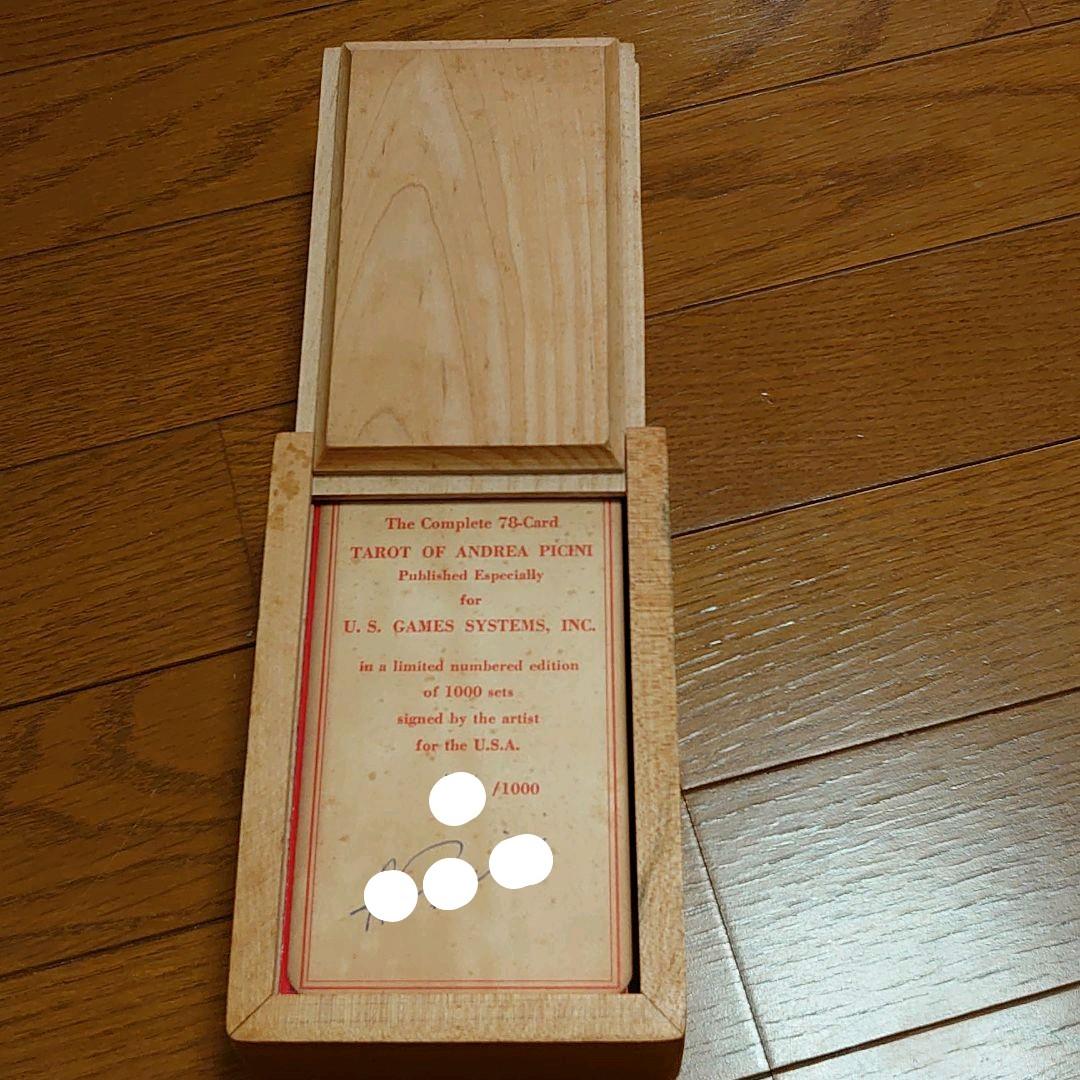 The Complete 78-Card
TAROT OF ANDREA PICINI
Published Especially
for
U. S. GAMES SYSTEMS, INC.
in a limited numbered edition
of 1000 sets
signed by the artist
for the U.S.A.
/1000